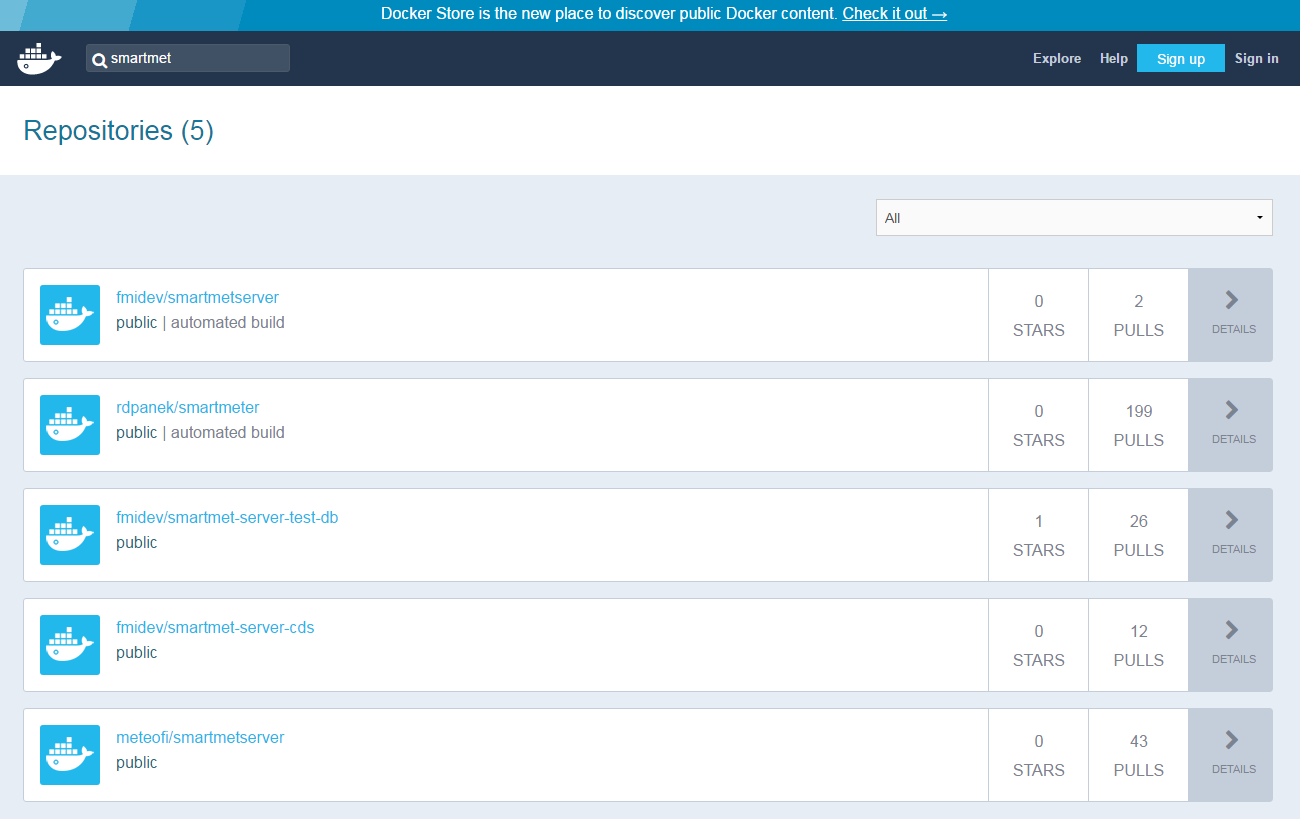 Docker Store is the new place to discover public Docker content. Check it out →
smartmet
Explore Help Sign up Sign in
Repositories (5)
All
fmidev/smartmetserver
public | automated build
0
STARS
2
PULLS
DETAILS
rdpanek/smartmeter
public | automated build
0
STARS
199
PULLS
DETAILS
fmidev/smartmet-server-test-db
public
1
STARS
26
PULLS
DETAILS
fmidev/smartmet-server-cds
public
0
STARS
12
PULLS
DETAILS
meteofi/smartmetserver
public
0
STARS
43
PULLS
DETAILS